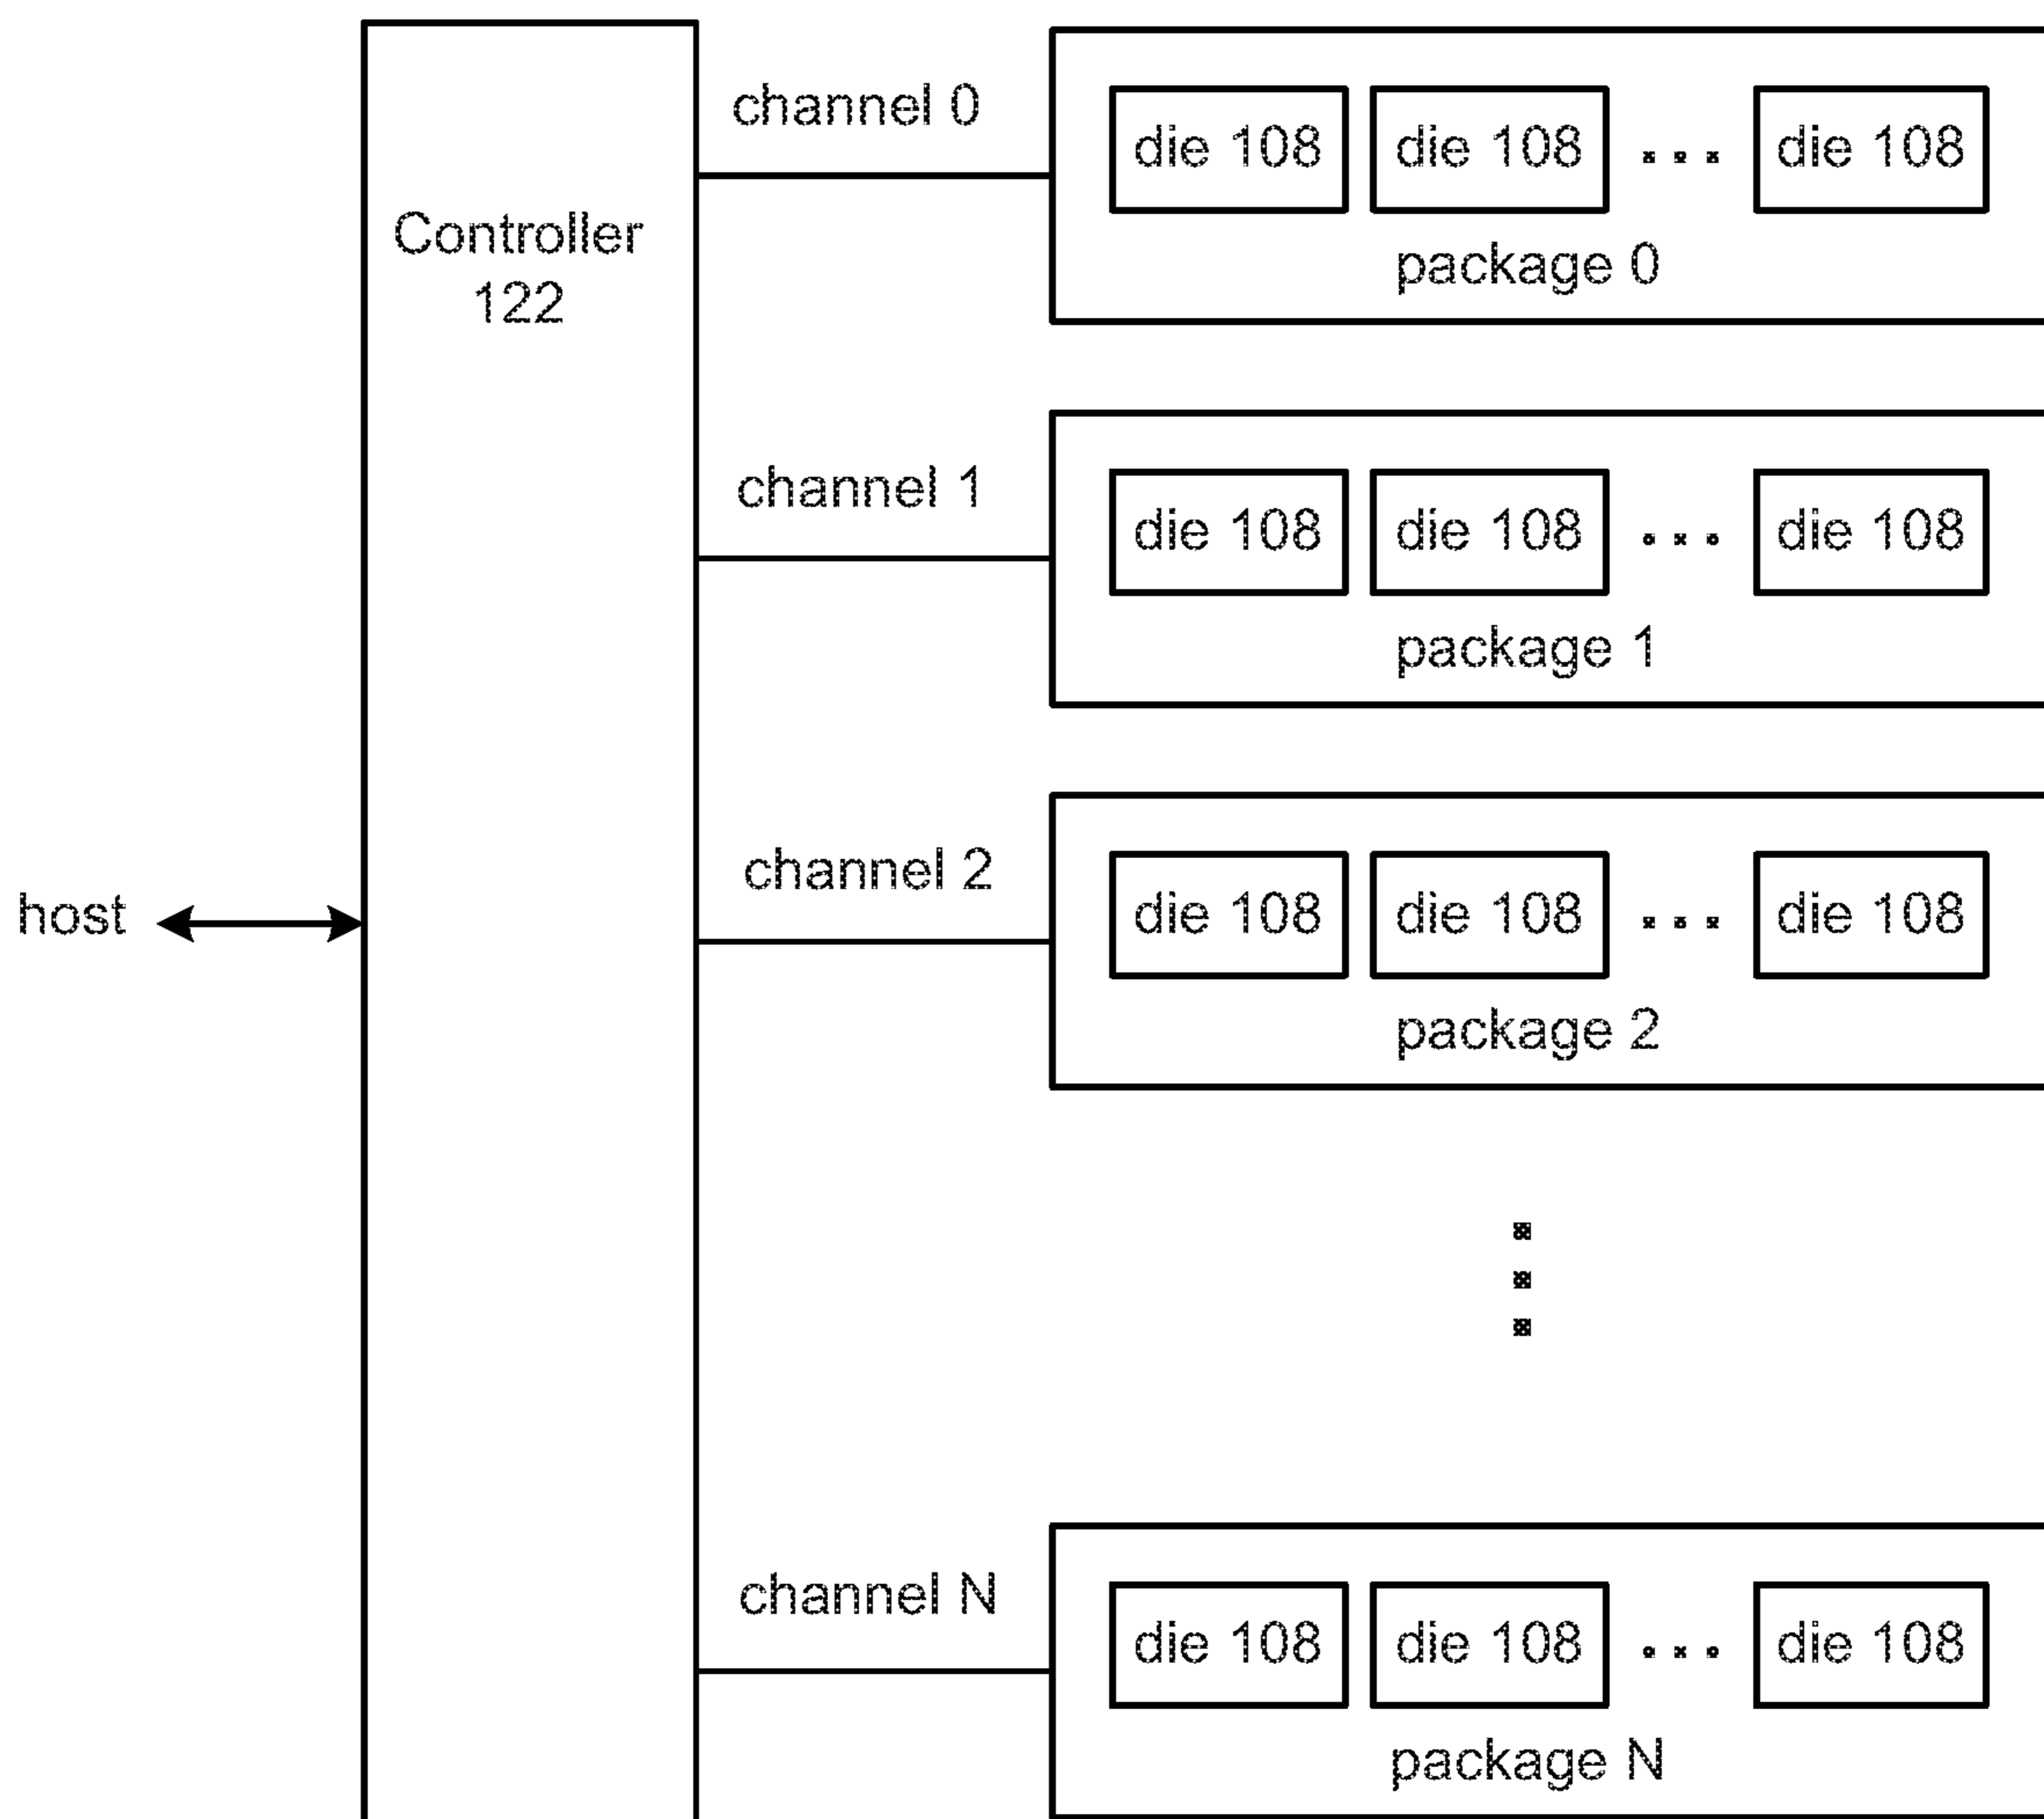 Controller
122
host
channel 0
die 108 die 108 ... die 108
package 0
channel 1
die 108 die 108 ... die 108
package 1
channel 2
die 108 die 108 ... die 108
package 2
channel N
die 108 die 108 ... die 108
package N